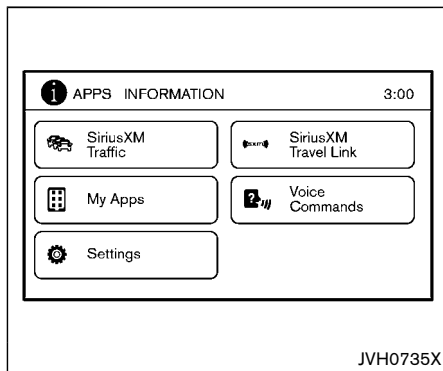 i APPS INFORMATION 3:00
SiriusXM
Traffic
SiriusXM
Travel Link
My Apps
? Voice
Commands
Settings
JVH0735X